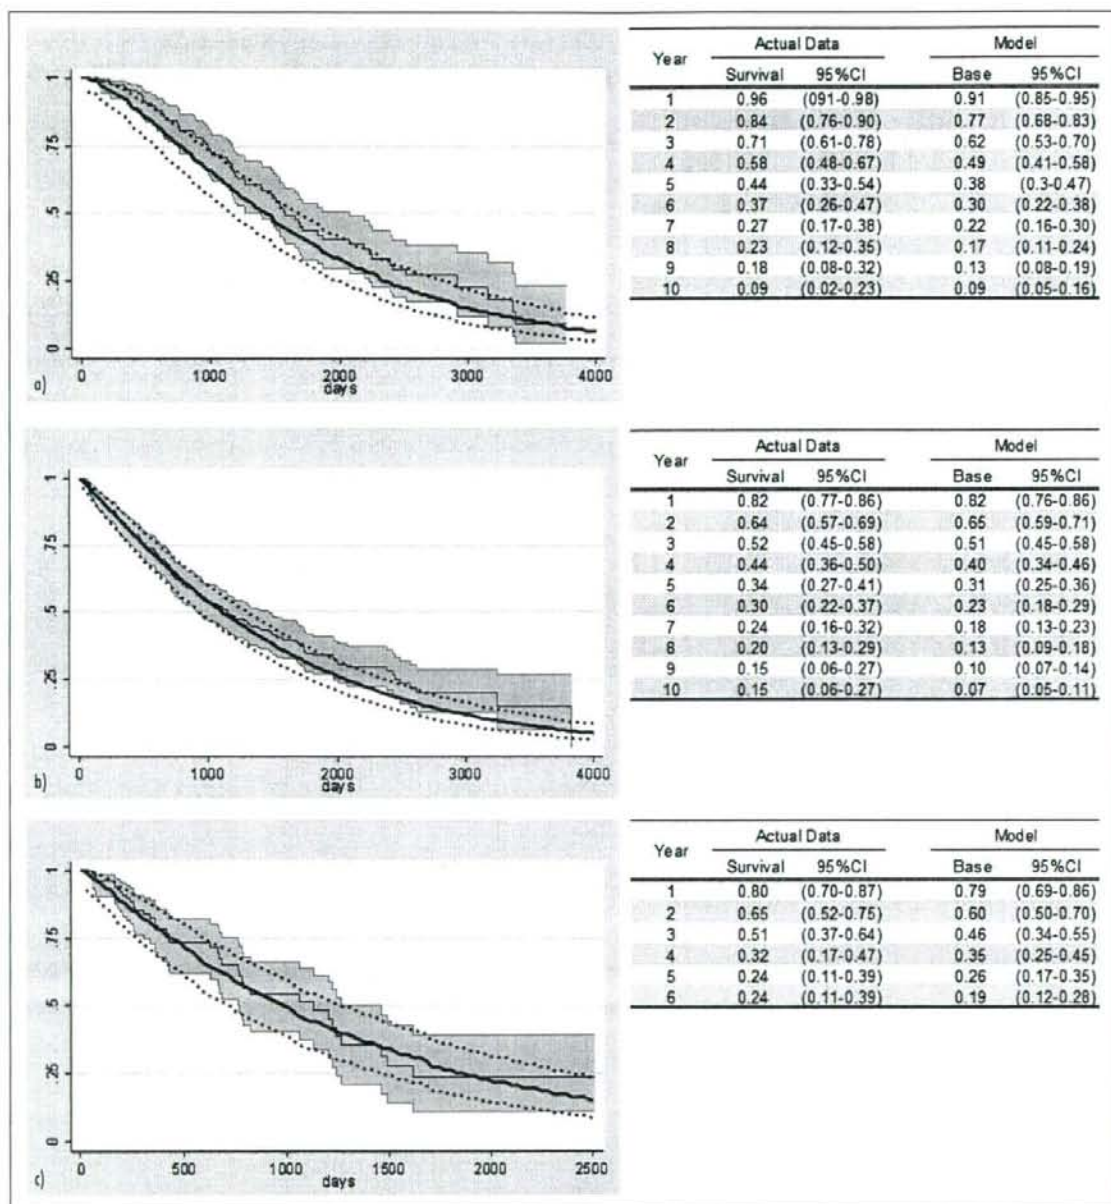 1
.75
.5
.25
0
0 1000 2000 3000 4000
days
a)
Year Actual Data Model
Survival 95%CI Base 95%CI
1 0.96 (091-0.98) 0.91 (0.85-0.95)
2 0.84 (0.76-0.90) 0.77 (0.68-0.83)
3 0.71 (0.61-0.78) 0.62 (0.53-0.70)
4 0.58 (0.48-0.67) 0.49 (0.41-0.58)
5 0.44 (0.33-0.54) 0.38 (0.3-0.47)
6 0.37 (0.26-0.47) 0.30 (0.22-0.38)
7 0.27 (0.17-0.38) 0.22 (0.16-0.30)
8 0.23 (0.12-0.35) 0.17 (0.11-0.24)
9 0.18 (0.08-0.32) 0.13 (0.08-0.19)
10 0.09 (0.02-0.23) 0.09 (0.05-0.16)
1
.75
.5
.25
0
0 1000 2000 3000 4000
days
b)
Year Actual Data Model
Survival 95%CI Base 95%CI
1 0.82 (0.77-0.86) 0.82 (0.76-0.86)
2 0.64 (0.57-0.69) 0.65 (0.59-0.71)
3 0.52 (0.45-0.58) 0.51 (0.45-0.58)
4 0.44 (0.36-0.50) 0.40 (0.34-0.46)
5 0.34 (0.27-0.41) 0.31 (0.25-0.36)
6 0.30 (0.22-0.37) 0.23 (0.18-0.29)
7 0.24 (0.16-0.32) 0.18 (0.13-0.23)
8 0.20 (0.13-0.29) 0.13 (0.09-0.18)
9 0.15 (0.06-0.27) 0.10 (0.07-0.14)
10 0.15 (0.06-0.27) 0.07 (0.05-0.11)
1
.75
.5
.25
0
0 500 1000 1500 2000 2500
days
c)
Year Actual Data Model
Survival 95%CI Base 95%CI
1 0.80 (0.70-0.87) 0.79 (0.69-0.86)
2 0.65 (0.52-0.75) 0.60 (0.50-0.70)
3 0.51 (0.37-0.64) 0.46 (0.34-0.55)
4 0.32 (0.17-0.47) 0.35 (0.25-0.45)
5 0.24 (0.11-0.39) 0.26 (0.17-0.35)
6 0.24 (0.11-0.39) 0.19 (0.12-0.28)